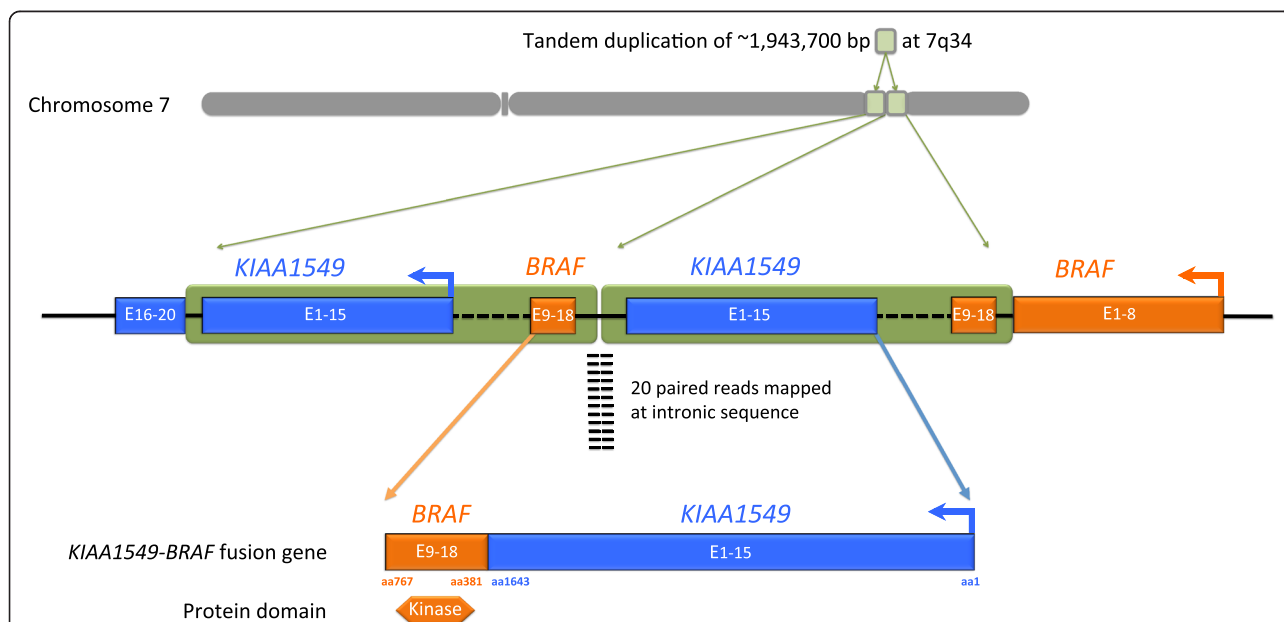 Tandem duplication of ~1,943,700 bp at 7q34
Chromosome 7
KIAA1549 BRAF KIAA1549 BRAF
E16-20 E1-15 E9-18 E1-15 E9-18 E1-8
20 paired reads mapped
at intronic sequence
BRAF KIAA1549
KIAA1549-BRAF fusion gene E9-18 E1-15
aa767 aa381 aa1643 aa1
Protein domain Kinase